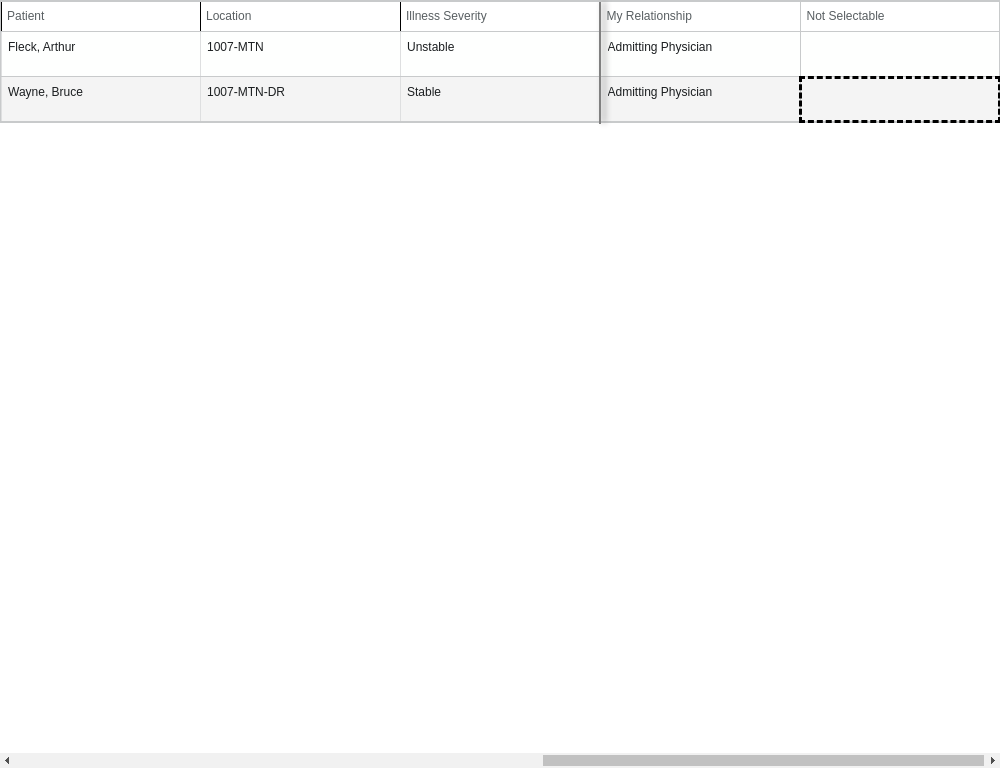 Patient Location Illness Severity My Relationship Not Selectable
Fleck, Arthur 1007-MTN Unstable Admitting Physician
Wayne, Bruce 1007-MTN-DR Stable Admitting Physician